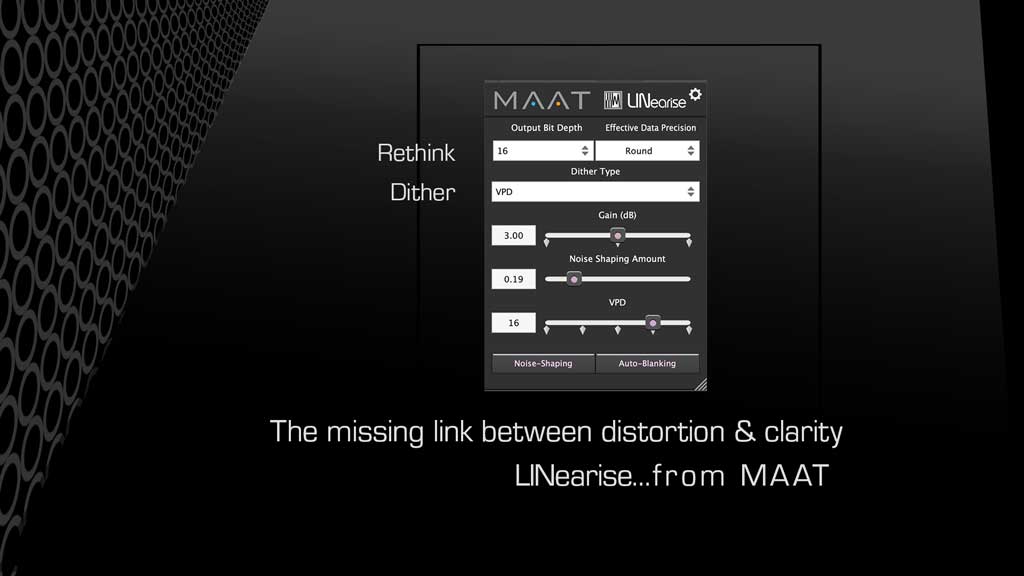 MAAT LINearise
Output Bit Depth Effective Data Precision
16 Round
Rethink
Dither Type
Dither
VPD
Gain (dB)
3.00
Noise Shaping Amount
0.19
VPD
16
Noise-Shaping Auto-Blanking
The missing link between distortion & clarity
LINearise...from MAAT